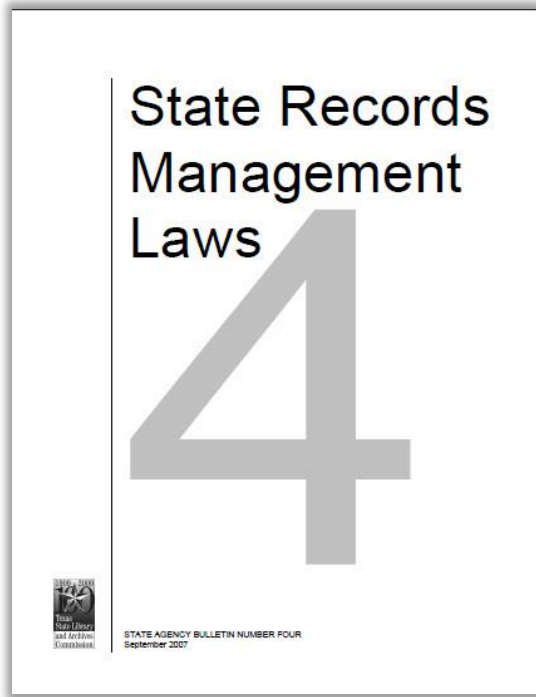 State Records
Management
Laws
4
1909 - 2009
100
Texas
State Library
and Archives
Commission
STATE AGENCY BULLETIN NUMBER FOUR
September 2007